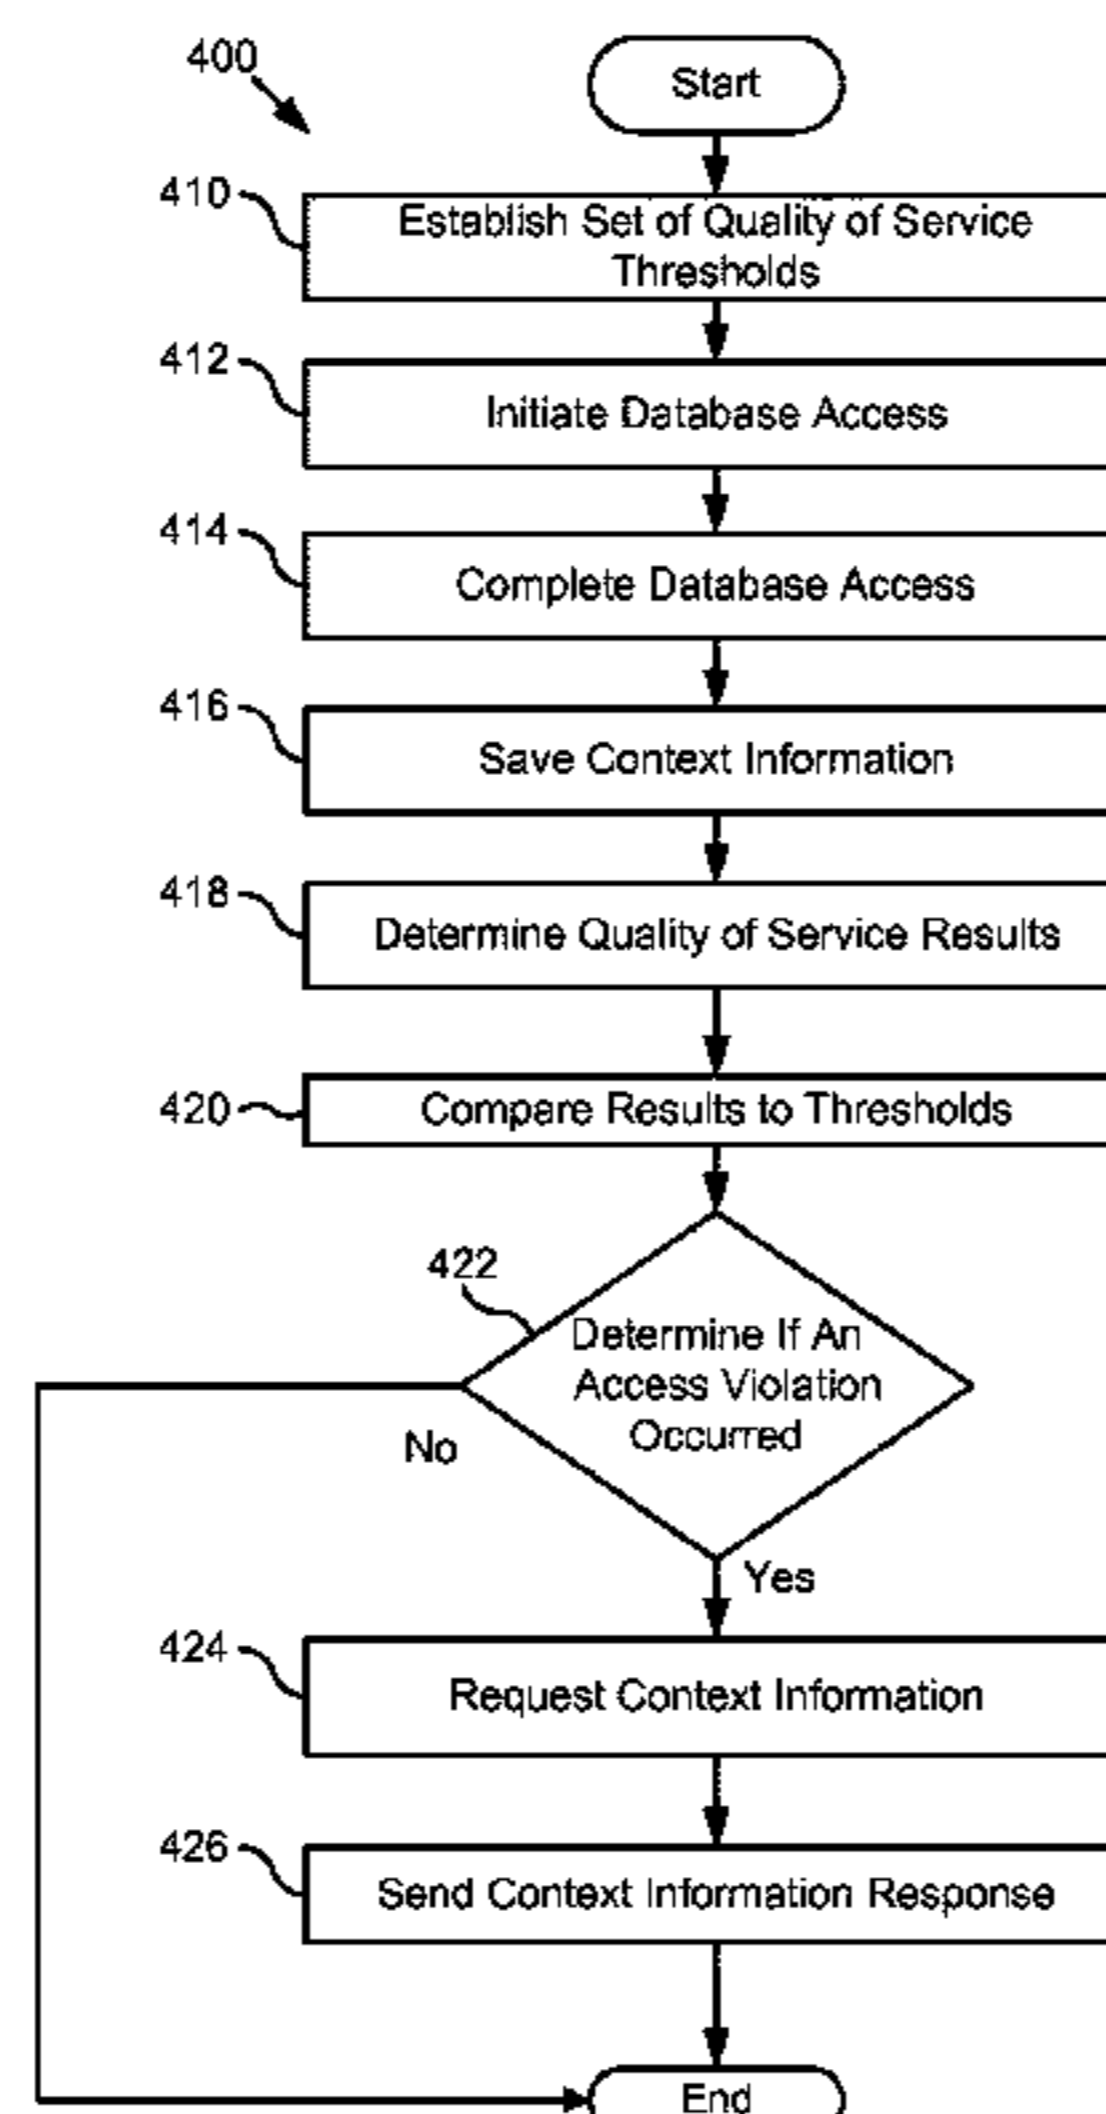 400
Start
410
Establish Set of Quality of Service
Thresholds
412
Initiate Database Access
414
Complete Database Access
416
Save Context Information
418
Determine Quality of Service Results
420
Compare Results to Thresholds
422
Determine If An
Access Violation
Occurred
No
Yes
424
Request Context Information
426
Send Context Information Response
End